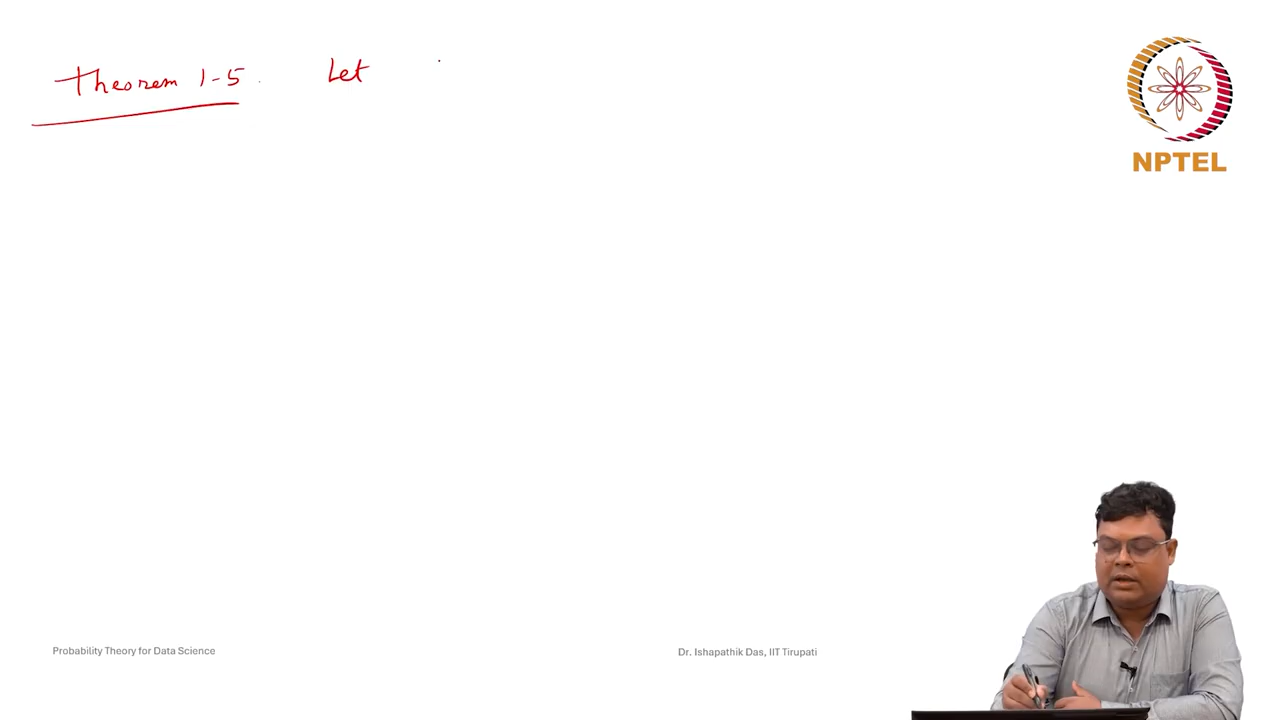 Theorem 1-5. Let
NPTEL
Probability Theory for Data Science
Dr. Ishapathik Das, IIT Tirupati